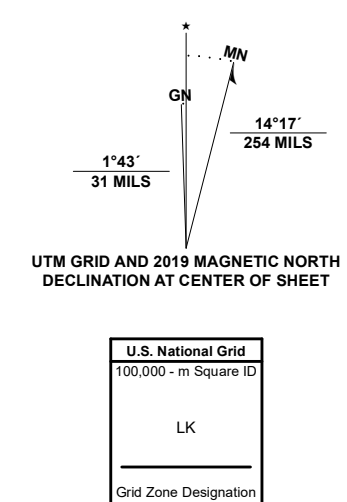 ★
MN
GN
14°17´
254 MILS
1°43´
31 MILS
UTM GRID AND 2019 MAGNETIC NORTH
DECLINATION AT CENTER OF SHEET
U.S. National Grid
100,000 - m Square ID
LK
Grid Zone Designation